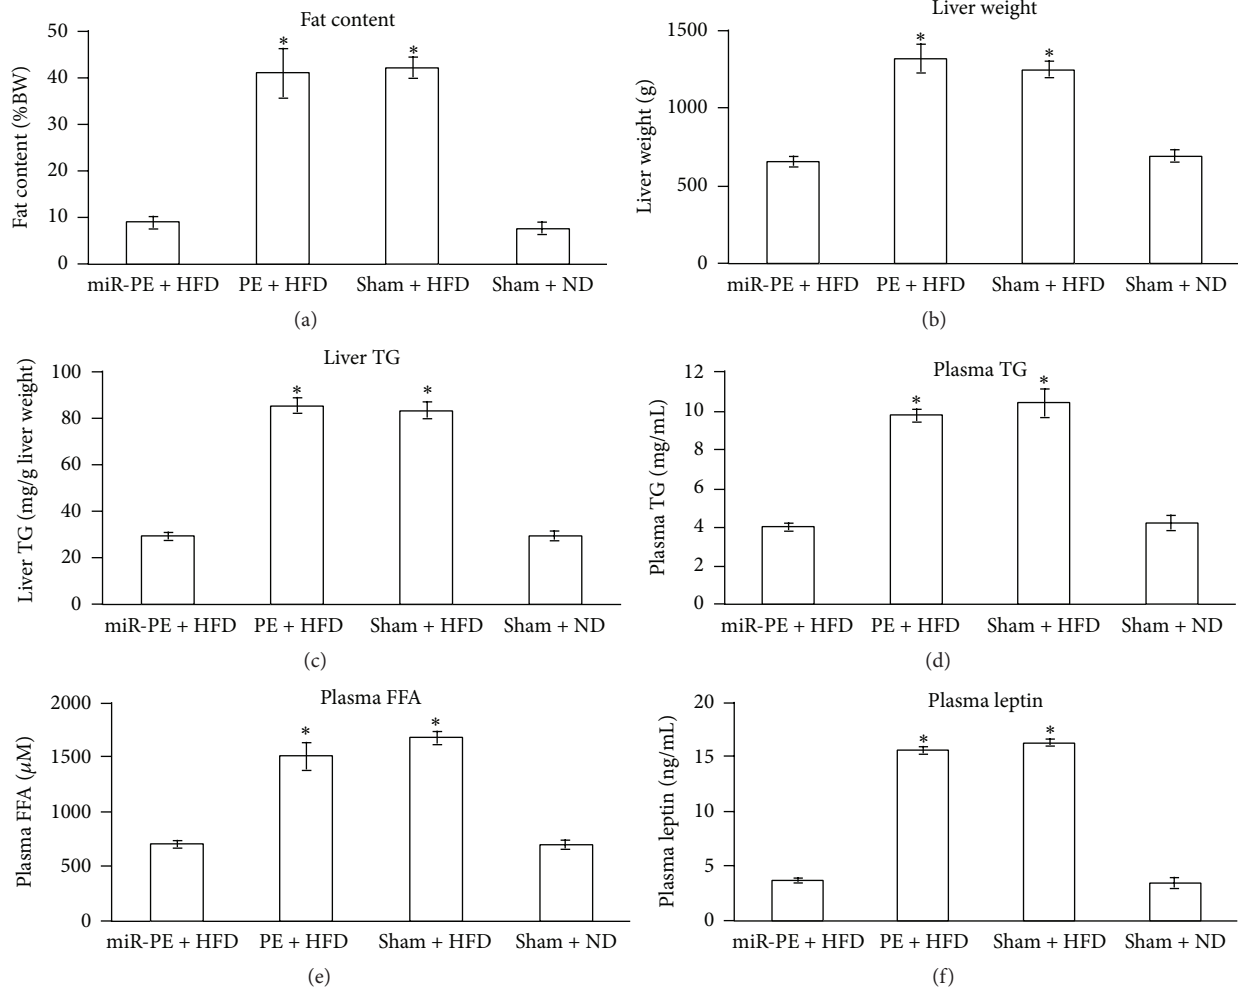 Fat content
Fat content (%BW)
50
40
30
20
10
0
* *
miR-PE + HFD PE + HFD Sham + HFD Sham + ND
(a)
Liver weight
Liver weight (g)
1500
1000
500
0
* *
miR-PE + HFD PE + HFD Sham + HFD Sham + ND
(b)
Liver TG
Liver TG (mg/g liver weight)
100
80
60
40
20
0
* *
miR-PE + HFD PE + HFD Sham + HFD Sham + ND
(c)
Plasma TG
Plasma TG (mg/mL)
12
10
8
6
4
2
0
* *
miR-PE + HFD PE + HFD Sham + HFD Sham + ND
(d)
Plasma FFA
Plasma FFA (μM)
2000
1500
1000
500
0
* *
miR-PE + HFD PE + HFD Sham + HFD Sham + ND
(e)
Plasma leptin
Plasma leptin (ng/mL)
20
15
10
5
0
* *
miR-PE + HFD PE + HFD Sham + HFD Sham + ND
(f)